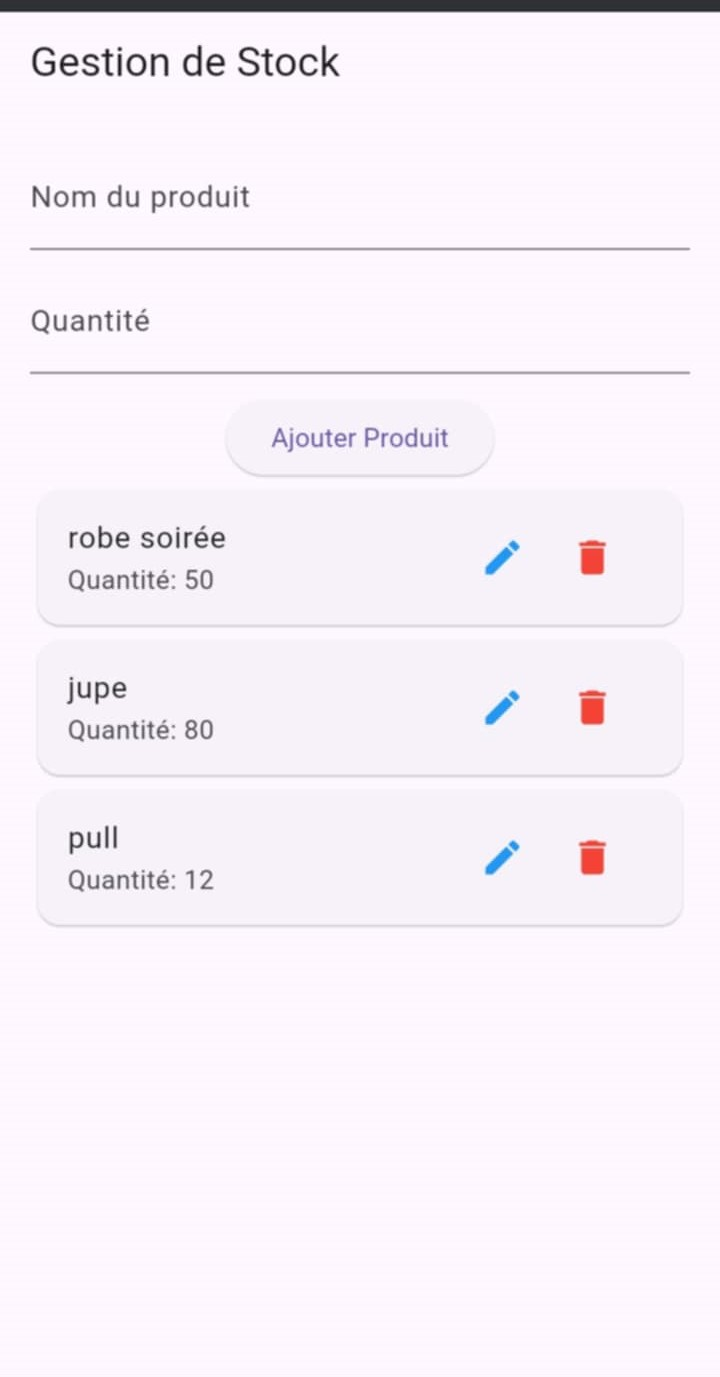 Gestion de Stock
Nom du produit
Quantité
Ajouter Produit
robe soirée
Quantité: 50
jupe
Quantité: 80
pull
Quantité: 12